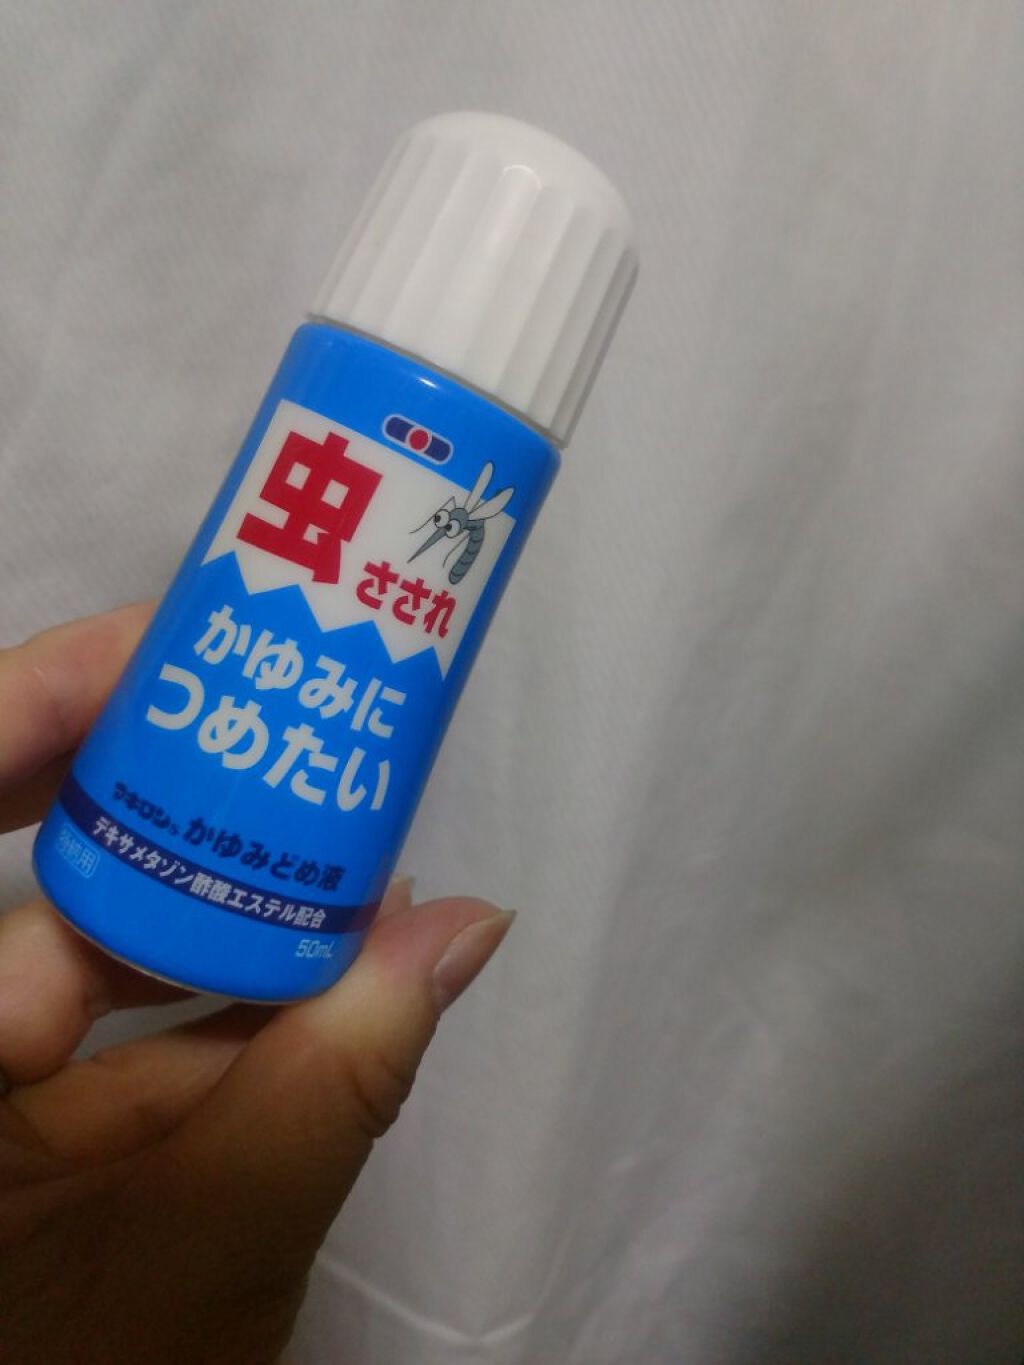 虫
さされ
かゆみに
つめたい
マキロンs かゆみどめ液
デキサメタゾン酢酸エステル配合
外用
50mL